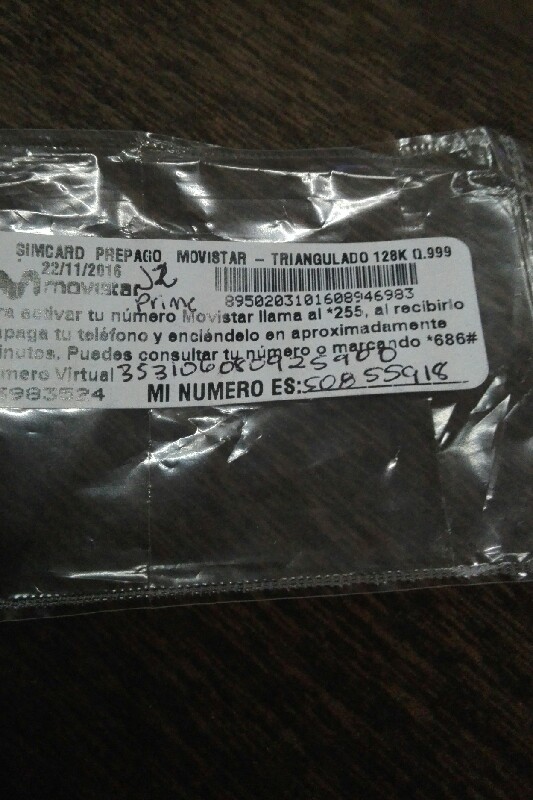 SIMCARD PREPAGO MOVISTAR - TRIANGULADO 128K Q.999
22/11/2016 J2
movistar Prime 8950203101608946983
ra activar tu número Movistar llama al *255, al recibirlo
apaga tu teléfono y enciéndelo en aproximadamente
inutos. Puedes consultar tu número o marcando *686#
mero Virtual 353106080925900
3983524 MI NUMERO ES: 50855918